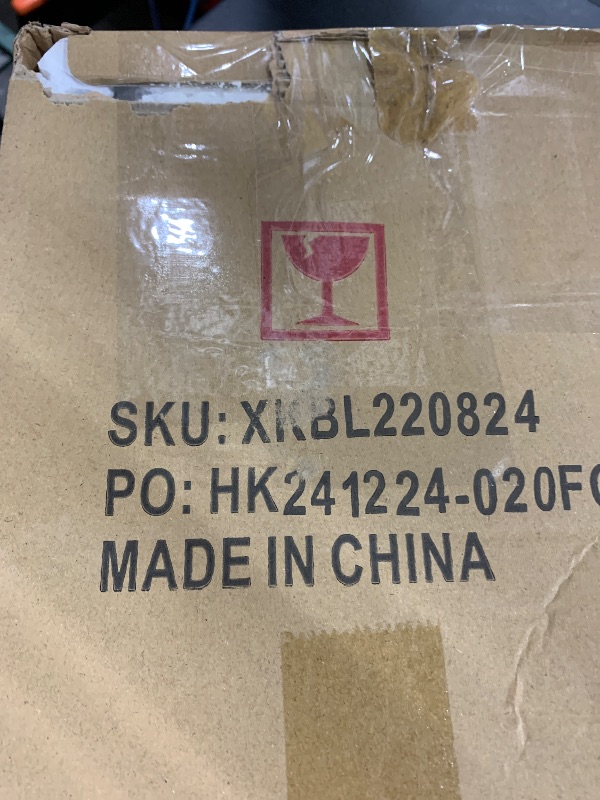 SKU: XKBL220824
PO: HK241224-020F
MADE IN CHINA